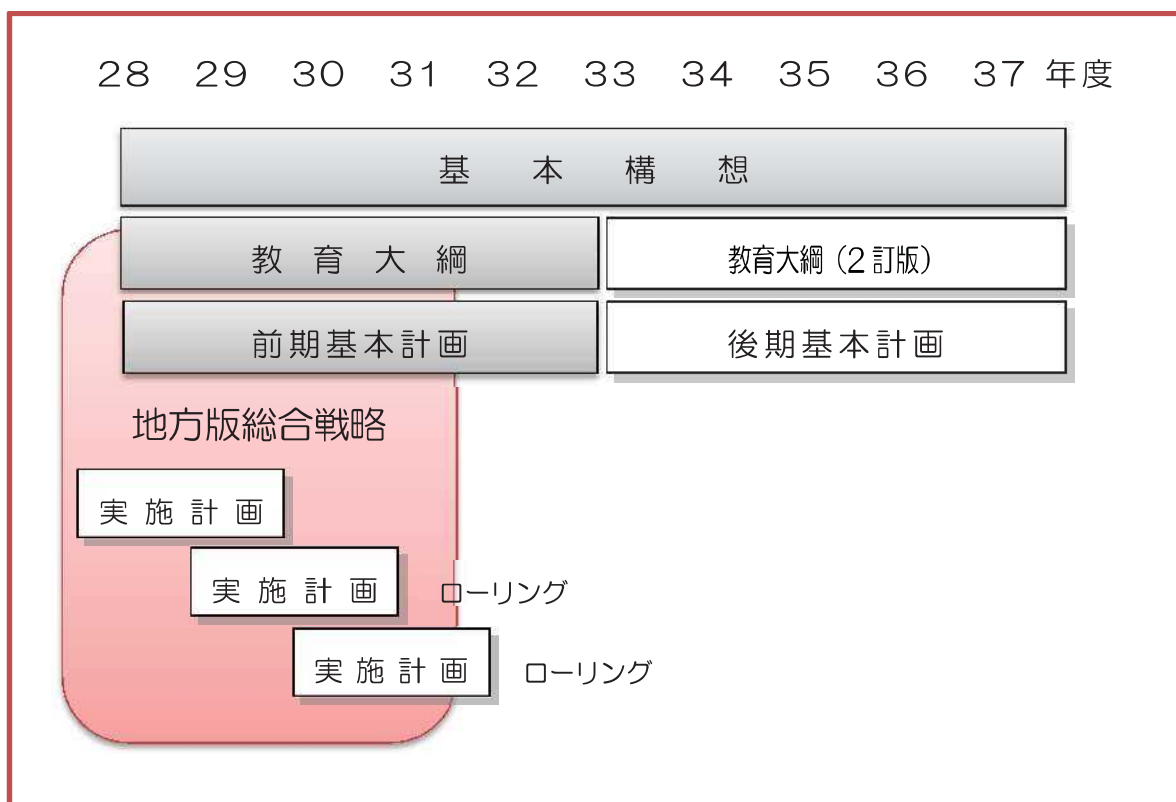 28 29 30 31 32 33 34 35 36 37 年度
基本構想
教育大綱
教育大綱（2訂版）
前期基本計画
後期基本計画
地方版総合戦略
実施計画
実施計画
ローリング
実施計画
ローリング